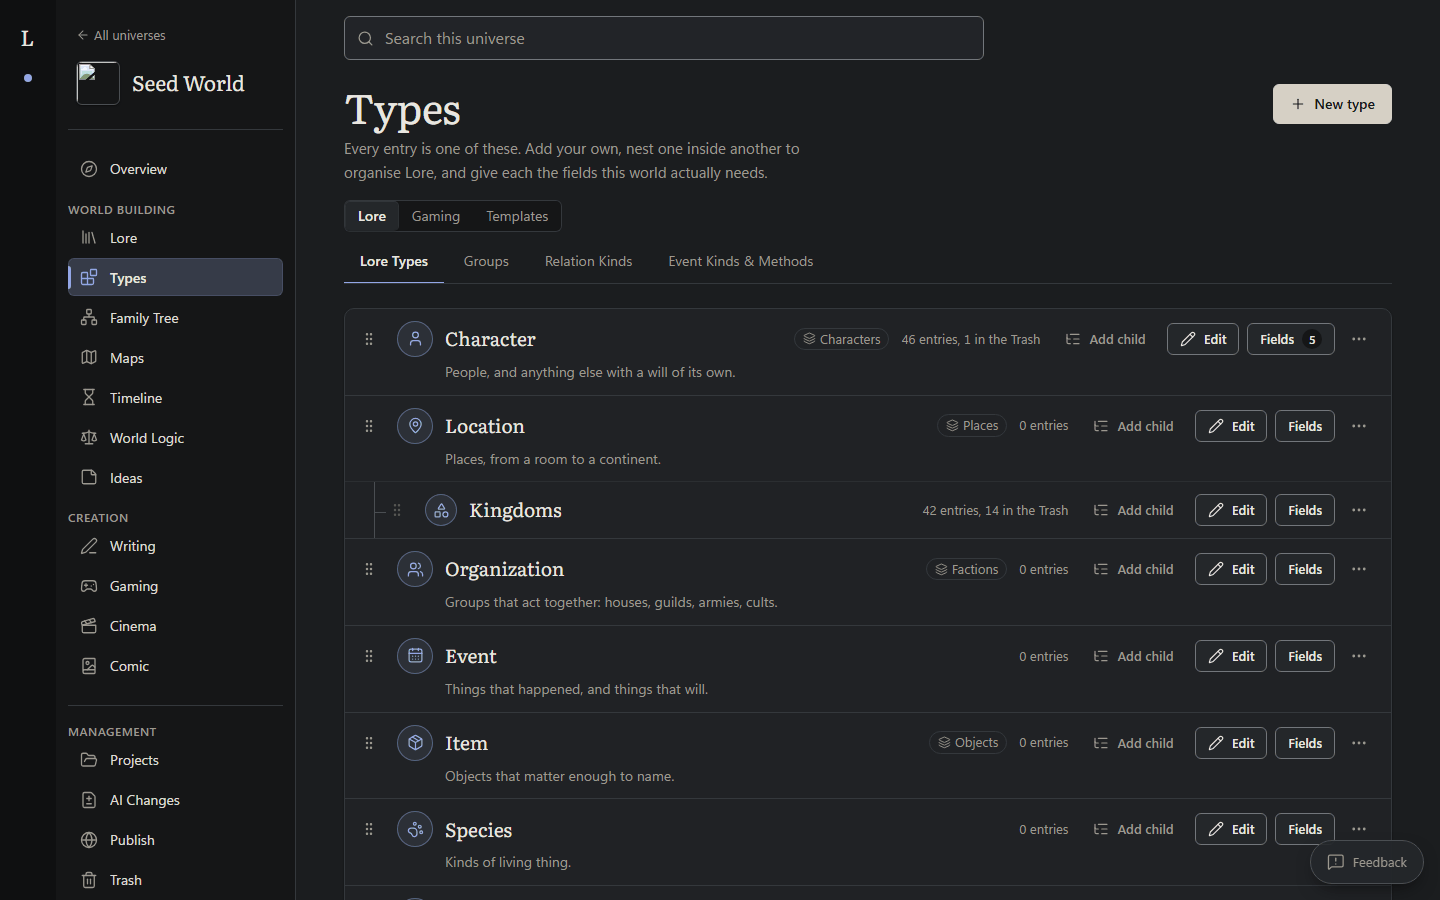 L
All universes
Seed World
Overview
WORLD BUILDING
Lore
Types
Family Tree
Maps
Timeline
World Logic
Ideas
CREATION
Writing
Gaming
Cinema
Comic
MANAGEMENT
Projects
AI Changes
Publish
Trash
Search this universe
Types
New type
Every entry is one of these. Add your own, nest one inside another to
organise Lore, and give each the fields this world actually needs.
Lore Gaming Templates
Lore Types Groups Relation Kinds Event Kinds & Methods
Character Characters 46 entries, 1 in the Trash Add child Edit Fields 5
People, and anything else with a will of its own.
Location Places 0 entries Add child Edit Fields
Places, from a room to a continent.
Kingdoms 42 entries, 14 in the Trash Add child Edit Fields
Organization Factions 0 entries Add child Edit Fields
Groups that act together: houses, guilds, armies, cults.
Event 0 entries Add child Edit Fields
Things that happened, and things that will.
Item Objects 0 entries Add child Edit Fields
Objects that matter enough to name.
Species 0 entries Add child Edit Fields
Kinds of living thing.
Feedback